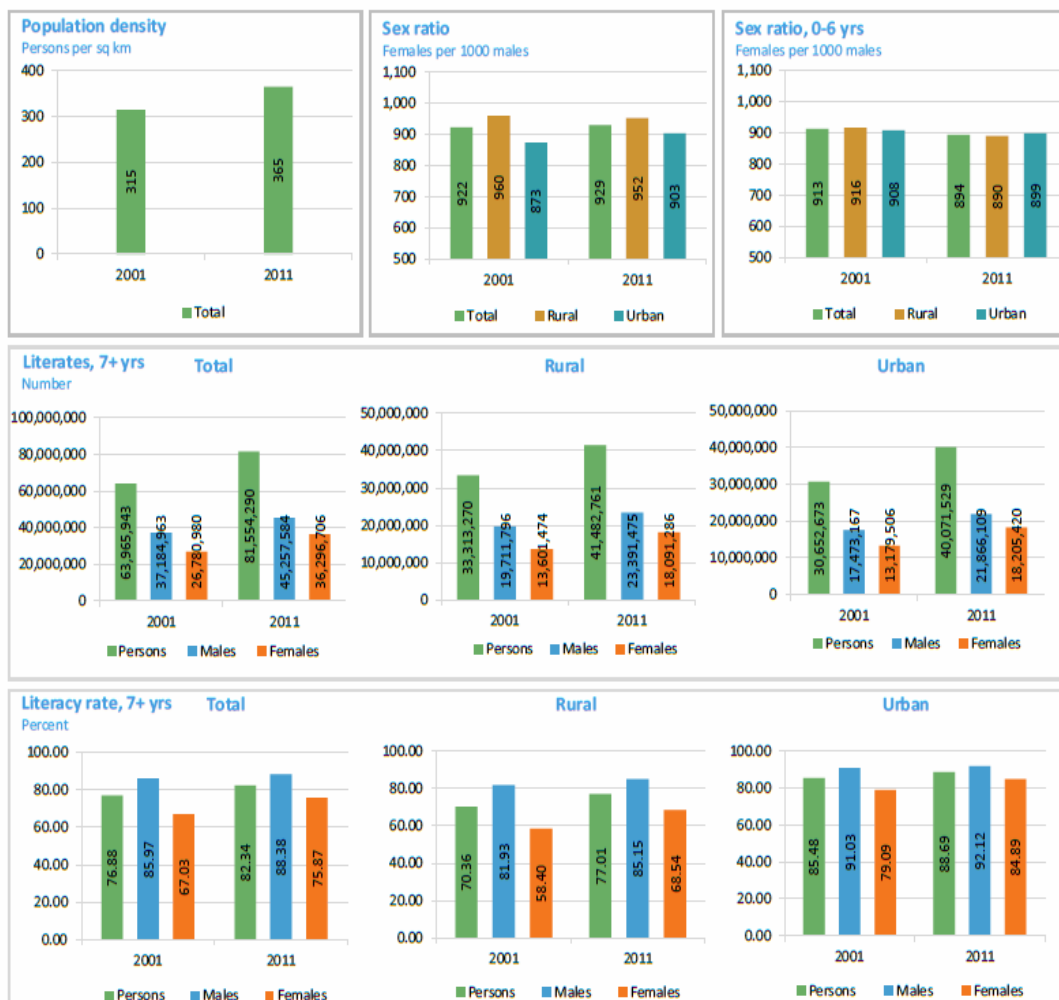 Population density
Persons per sq km
400
300
200
100
0
315
365
2001 2011
Total
Sex ratio
Females per 1000 males
1,100
1,000
900
800
700
600
500
922 960 873 929 952 903
2001 2011
Total Rural Urban
Sex ratio, 0-6 yrs
Females per 1000 males
1,100
1,000
900
800
700
600
500
913 916 908 894 890 899
2001 2011
Total Rural Urban
Literates, 7+ yrs Total Rural Urban
Number
100,000,000
80,000,000
60,000,000
40,000,000
20,000,000
0
63,965,943 37,184,963 26,780,980 81,554,290 45,257,584 36,296,706
2001 2011
Persons Males Females
50,000,000
40,000,000
30,000,000
20,000,000
10,000,000
0
33,313,270 19,711,796 13,601,474 41,482,761 23,391,475 18,091,286
2001 2011
Persons Males Females
50,000,000
40,000,000
30,000,000
20,000,000
10,000,000
0
30,652,673 17,473,167 13,179,506 40,071,529 21,866,109 18,205,420
2001 2011
Persons Males Females
Literacy rate, 7+ yrs Total Rural Urban
Percent
100.00
80.00
60.00
40.00
20.00
0.00
76.88 85.97 67.03 82.34 88.38 75.87
2001 2011
Persons Males Females
100.00
80.00
60.00
40.00
20.00
0.00
70.36 81.93 58.40 77.01 85.15 68.54
2001 2011
Persons Males Females
100.00
80.00
60.00
40.00
20.00
0.00
85.48 91.03 79.09 88.69 92.12 84.89
2001 2011
Persons Males Females